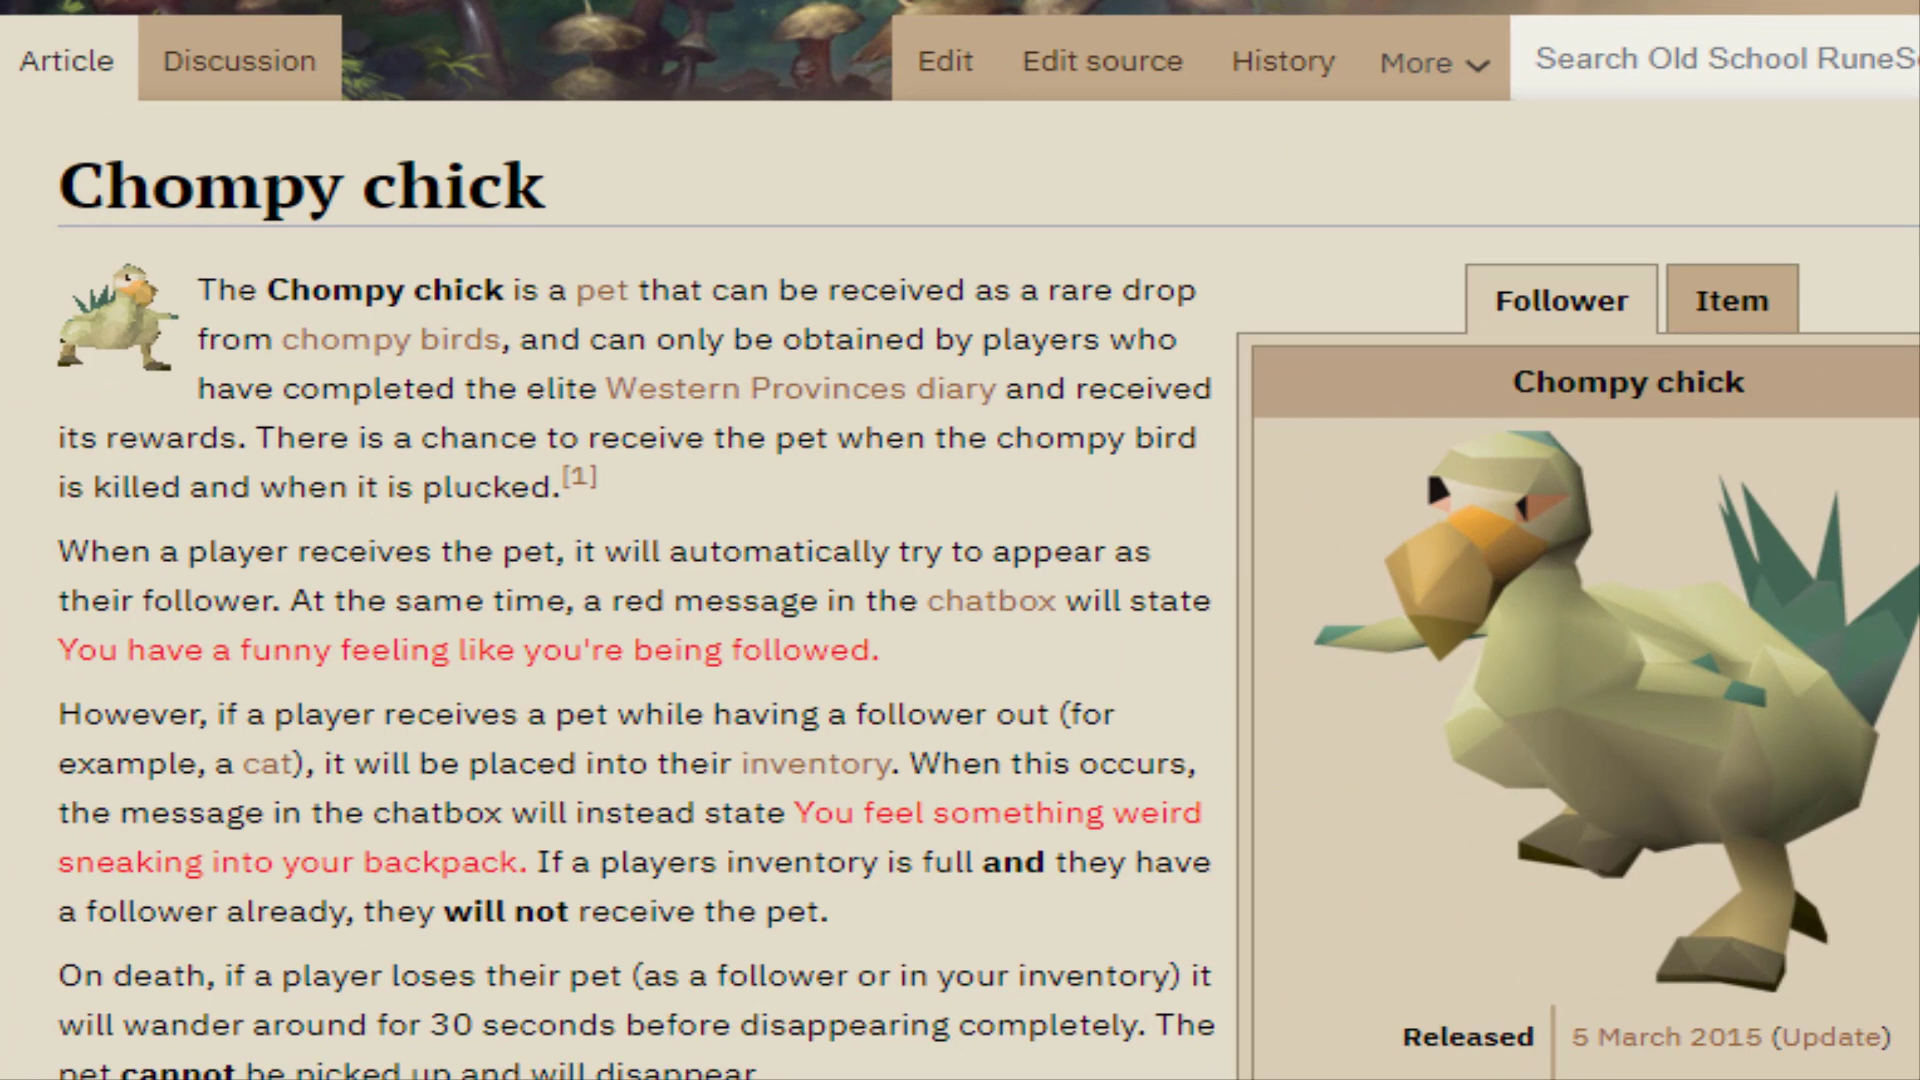 Article
Discussion
Edit
Edit source
History
More
Search Old School RuneS
Chompy chick
The Chompy chick is a pet that can be received as a rare drop
from chompy birds, and can only be obtained by players who
have completed the elite Western Provinces diary and received
its rewards. There is a chance to receive the pet when the chompy bird
is killed and when it is plucked.[1]
When a player receives the pet, it will automatically try to appear as
their follower. At the same time, a red message in the chatbox will state
You have a funny feeling like you're being followed.
However, if a player receives a pet while having a follower out (for
example, a cat), it will be placed into their inventory. When this occurs,
the message in the chatbox will instead state You feel something weird
sneaking into your backpack. If a players inventory is full and they have
a follower already, they will not receive the pet.
On death, if a player loses their pet (as a follower or in your inventory) it
will wander around for 30 seconds before disappearing completely. The
pet cannot be picked up and will disappear
Follower
Item
Chompy chick
Released
5 March 2015 (Update)